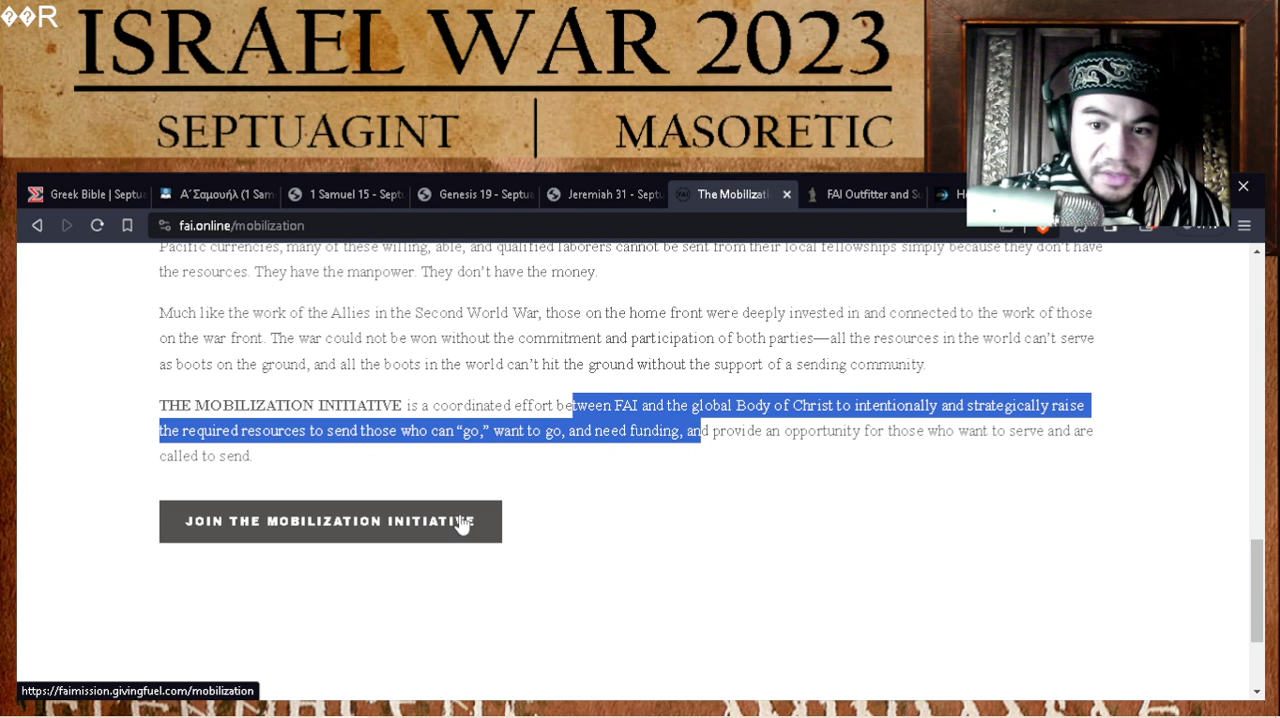 ��R
ISRAEL WAR 2023
SEPTUAGINT | MASORETIC
Greek Bible | Septu
Α΄Σαμουήλ (1 Sam
1 Samuel 15 - Sept
Genesis 19 - Septua
Jeremiah 31 - Sept
The Mobilizati
FAI Outfitter and Su
fai.online/mobilization
Pacific currencies, many of these willing, able, and qualified laborers cannot be sent from their local fellowships simply because they don’t have
the resources. They have the manpower. They don’t have the money.
Much like the work of the Allies in the Second World War, those on the home front were deeply invested in and connected to the work of those
on the war front. The war could not be won without the commitment and participation of both parties—all the resources in the world can’t serve
as boots on the ground, and all the boots in the world can’t hit the ground without the support of a sending community.
THE MOBILIZATION INITIATIVE is a coordinated effort between FAI and the global Body of Christ to intentionally and strategically raise
the required resources to send those who can “go,” want to go, and need funding, and provide an opportunity for those who want to serve and are
called to send.
JOIN THE MOBILIZATION INITIATIVE
https://faimission.givingfuel.com/mobilization